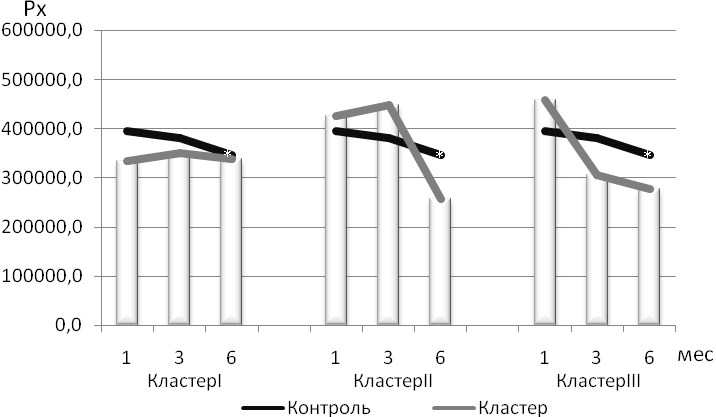 Px
600000,0
500000,0
400000,0
300000,0
200000,0
100000,0
0,0
1 3 6 1 3 6 1 3 6 мес
КластерI КластерII КластерIII
Контроль Кластер